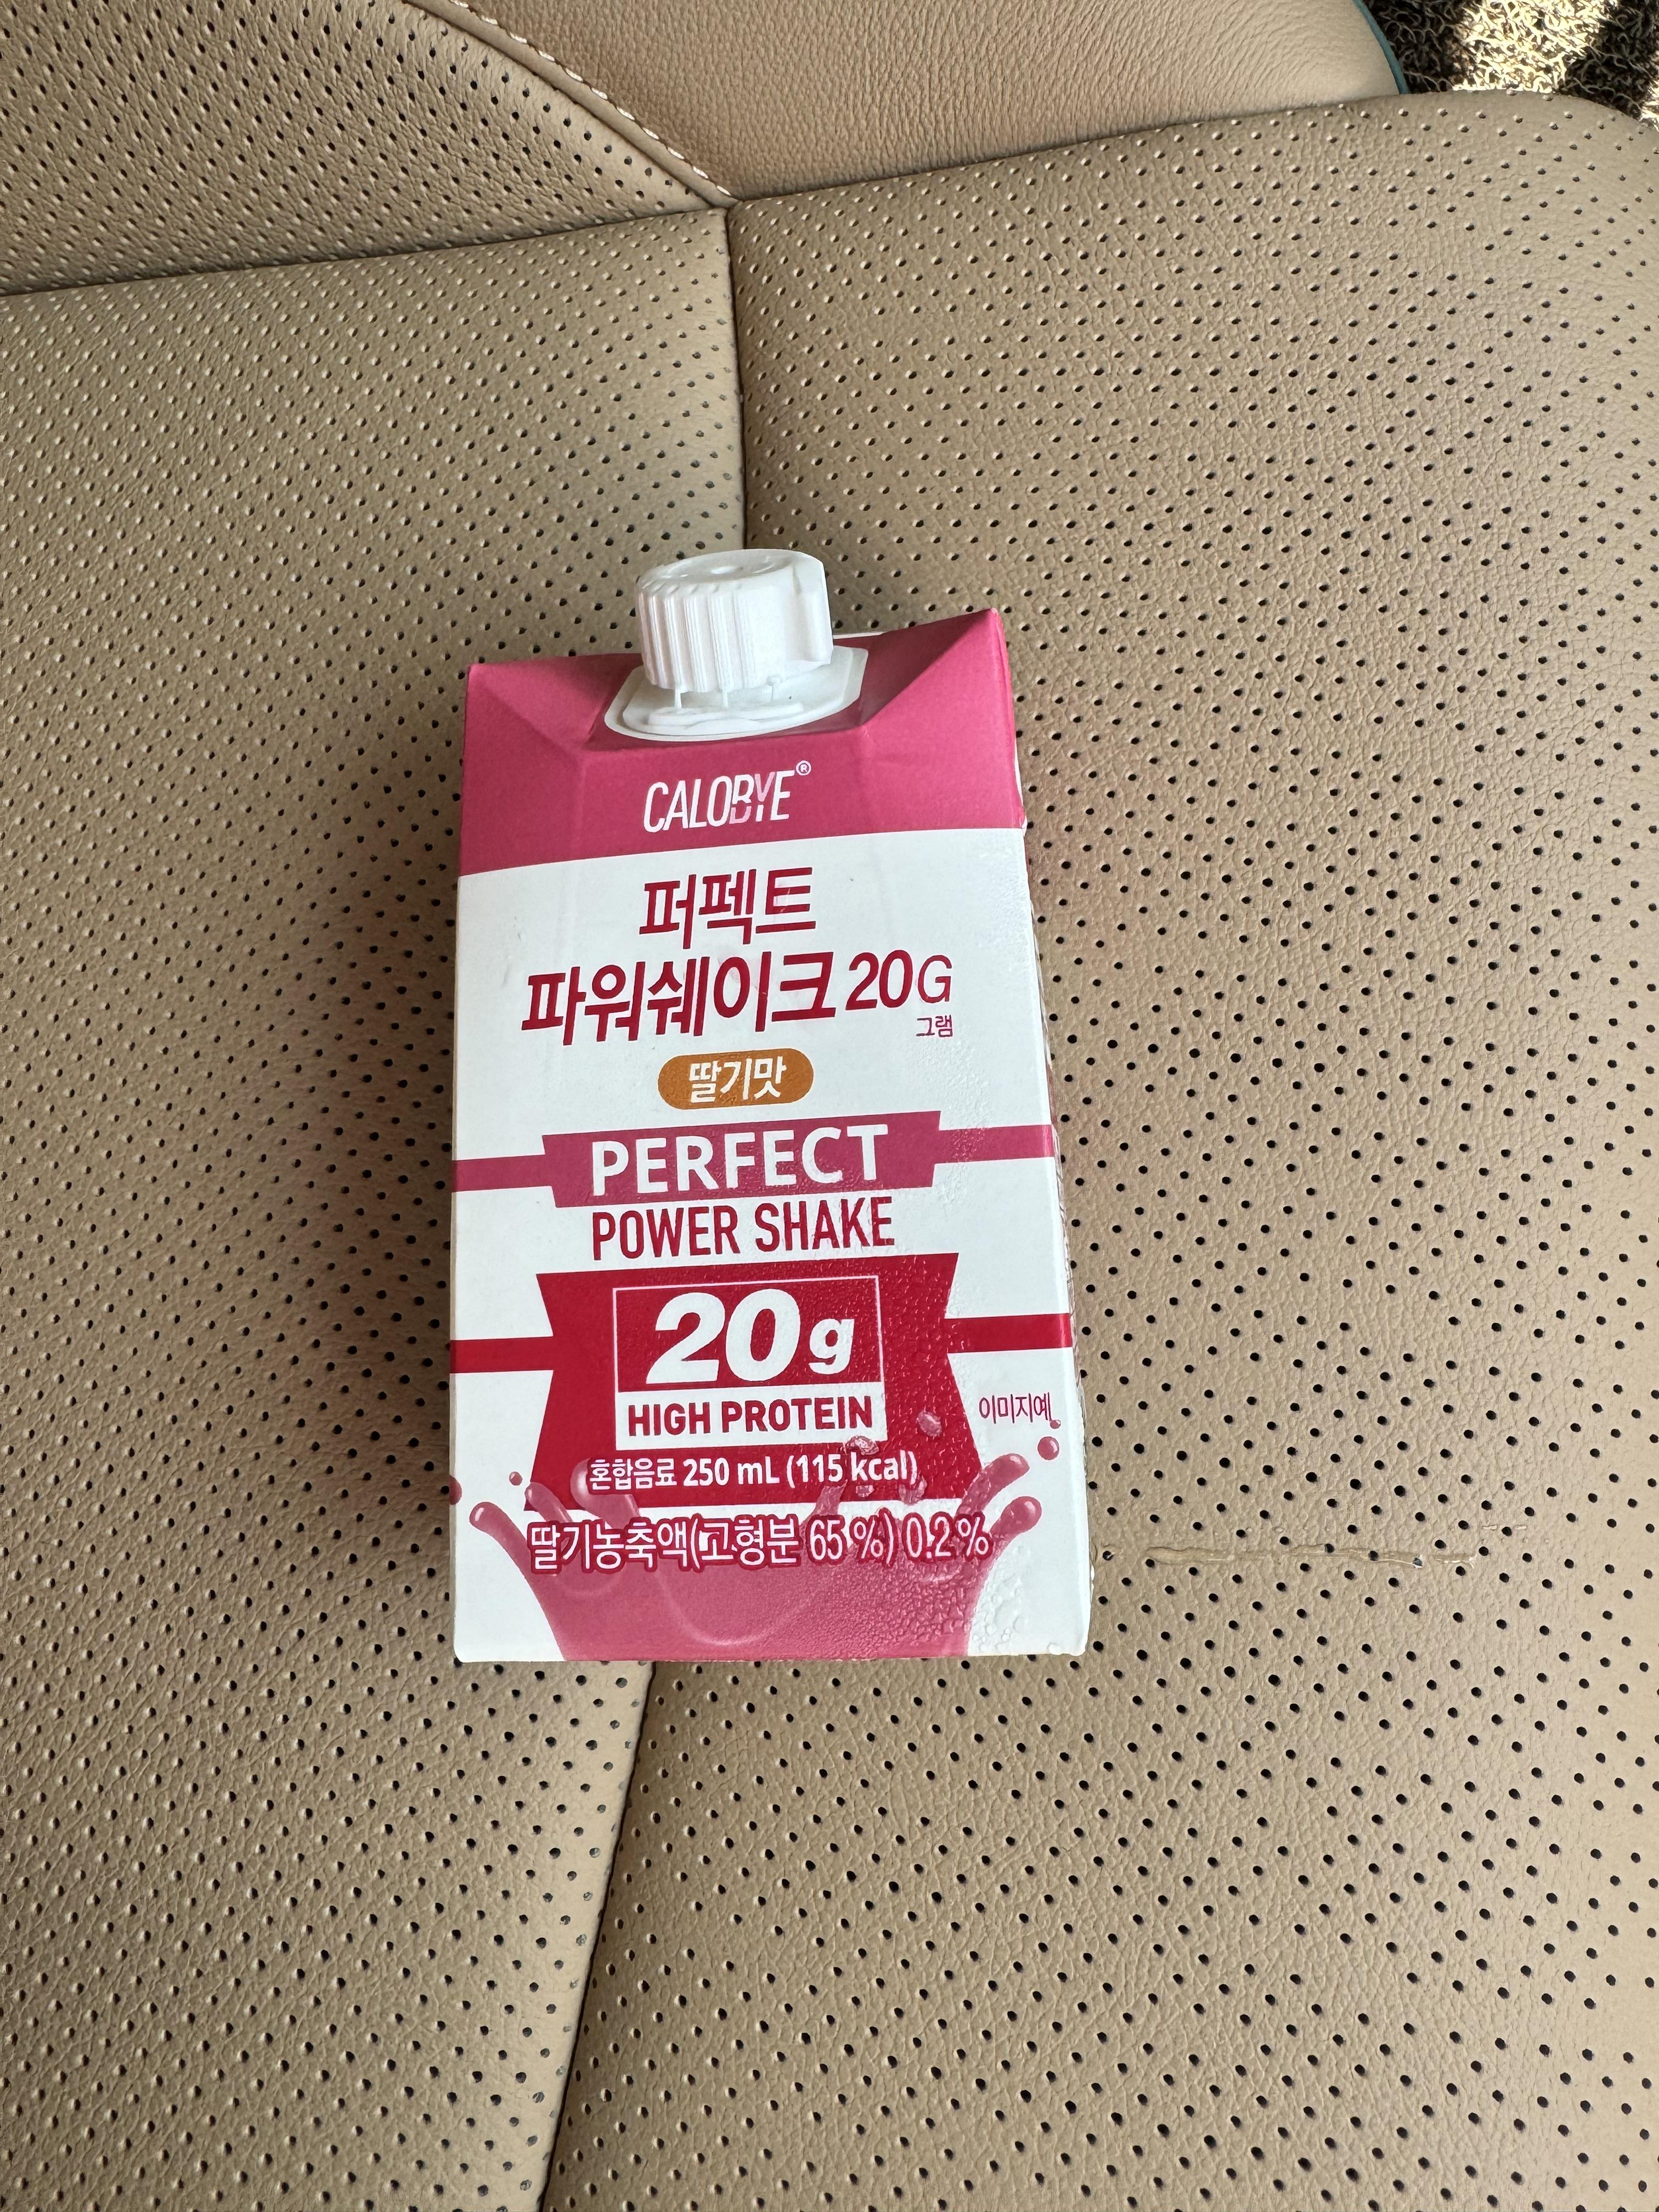 CALOBYE®
퍼펙트
파워쉐이크 20G
그램
딸기맛
PERFECT
POWER SHAKE
20g
HIGH PROTEIN
이미지예
혼합음료 250 mL (115 kcal)
딸기농축액(고형분 65 %) 0.2 %